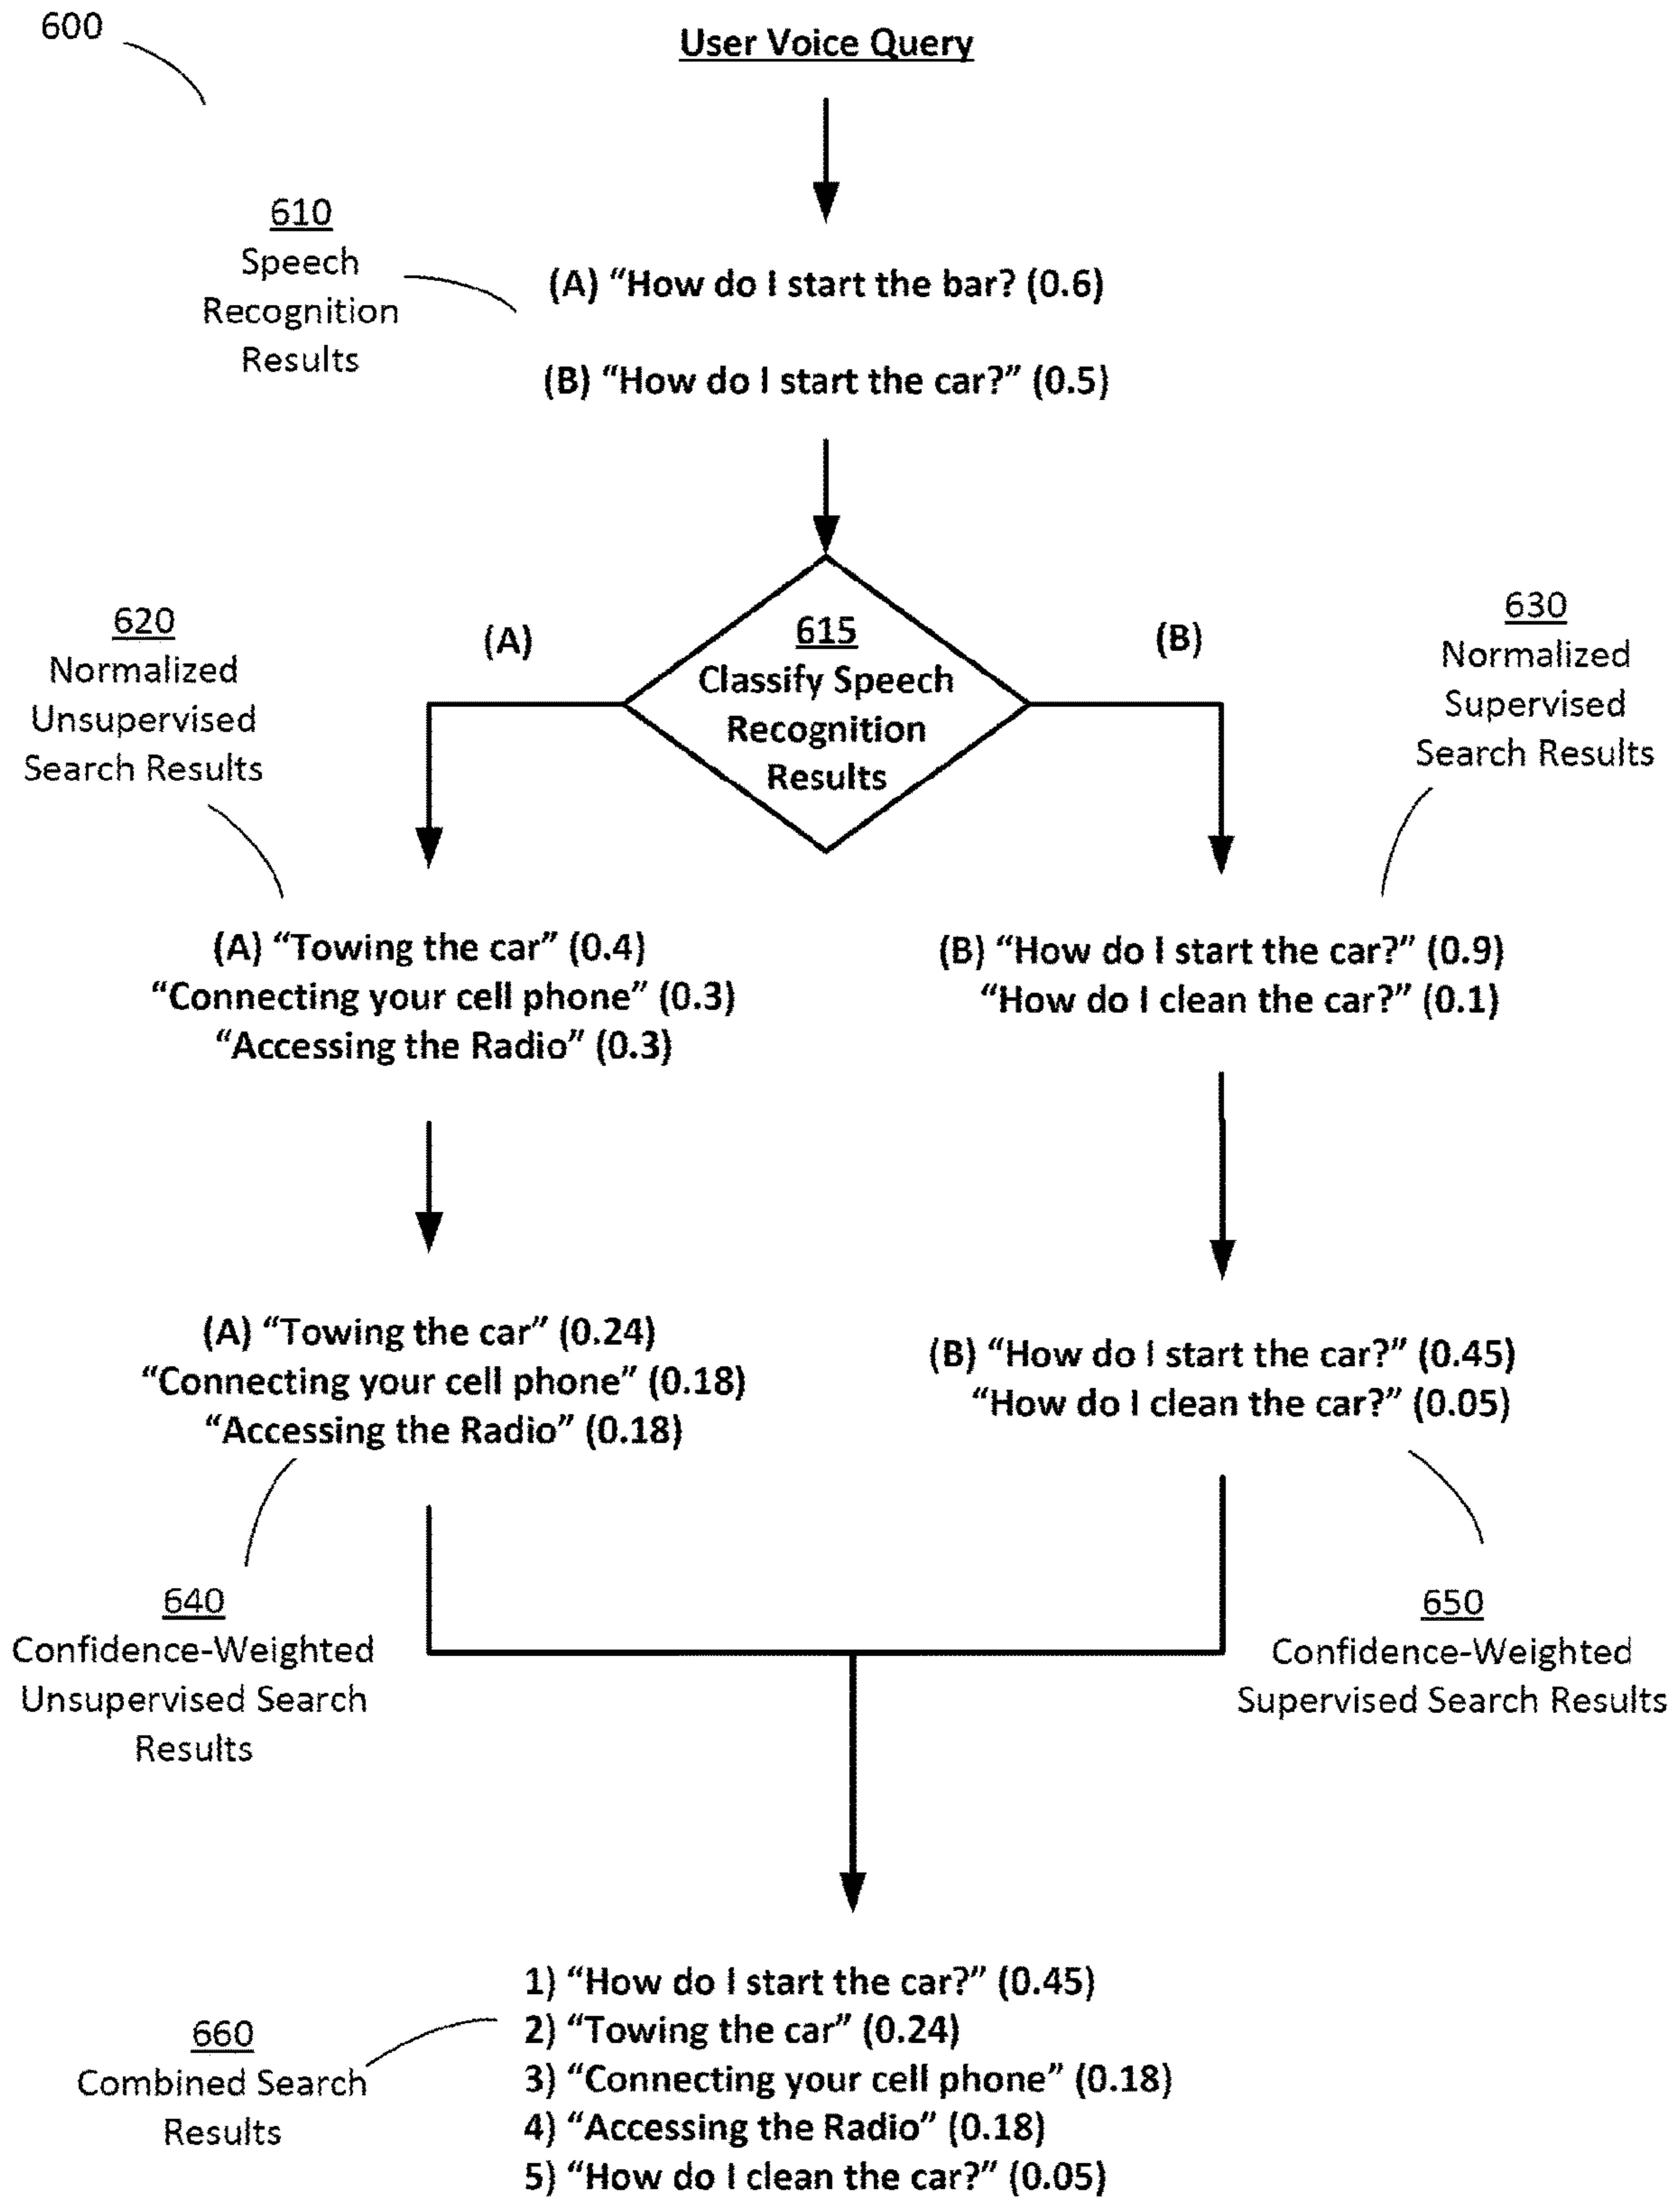 600
User Voice Query
610
Speech
Recognition
Results
(A) “How do I start the bar? (0.6)
(B) “How do I start the car?” (0.5)
615
Classify Speech
Recognition
Results
(A)
(B)
620
Normalized
Unsupervised
Search Results
630
Normalized
Supervised
Search Results
(A) “Towing the car” (0.4)
“Connecting your cell phone” (0.3)
“Accessing the Radio” (0.3)
(B) “How do I start the car?” (0.9)
“How do I clean the car?” (0.1)
(A) “Towing the car” (0.24)
“Connecting your cell phone” (0.18)
“Accessing the Radio” (0.18)
(B) “How do I start the car?” (0.45)
“How do I clean the car?” (0.05)
640
Confidence-Weighted
Unsupervised Search
Results
650
Confidence-Weighted
Supervised Search Results
660
Combined Search
Results
1) “How do I start the car?” (0.45)
2) “Towing the car” (0.24)
3) “Connecting your cell phone” (0.18)
4) “Accessing the Radio” (0.18)
5) “How do I clean the car?” (0.05)